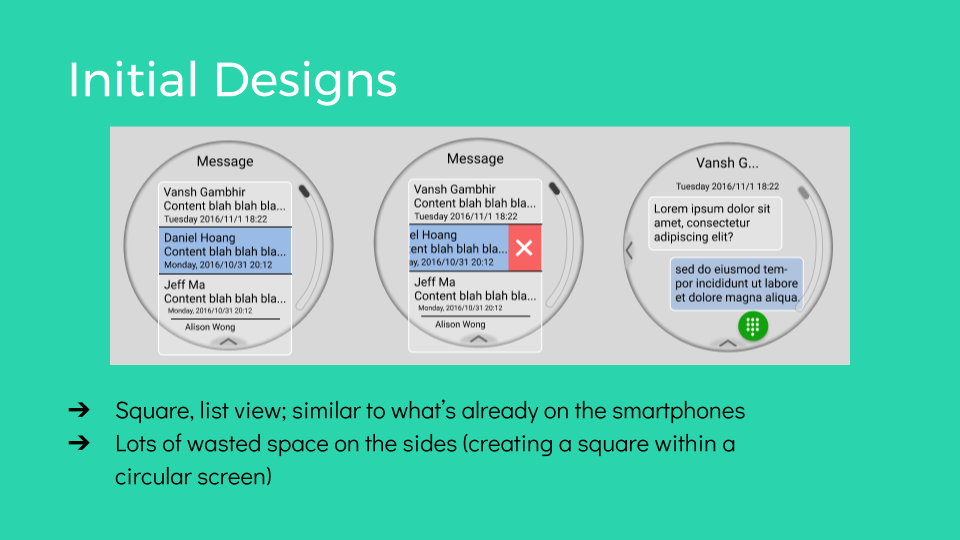 Initial Designs
Message
Vansh Gambhir
Content blah blah bla...
Tuesday 2016/11/1 18:22
Daniel Hoang
Content blah blah bla...
Monday, 2016/10/31 20:12
Jeff Ma
Content blah blah bla...
Monday, 2016/10/31 20:12
Alison Wong
Message
Vansh Gambhir
Content blah blah bla...
Tuesday 2016/11/1 18:22
el Hoang
ent blah blah bla...
ay, 2016/10/31 20:12
Jeff Ma
Content blah blah bla...
Monday, 2016/10/31 20:12
Alison Wong
Vansh G...
Tuesday 2016/11/1 18:22
Lorem ipsum dolor sit
amet, consectetur
adipiscing elit?
sed do eiusmod tem-
por incididunt ut labore
et dolore magna aliqua.
➔ Square, list view; similar to what's already on the smartphones
➔ Lots of wasted space on the sides (creating a square within a
circular screen)